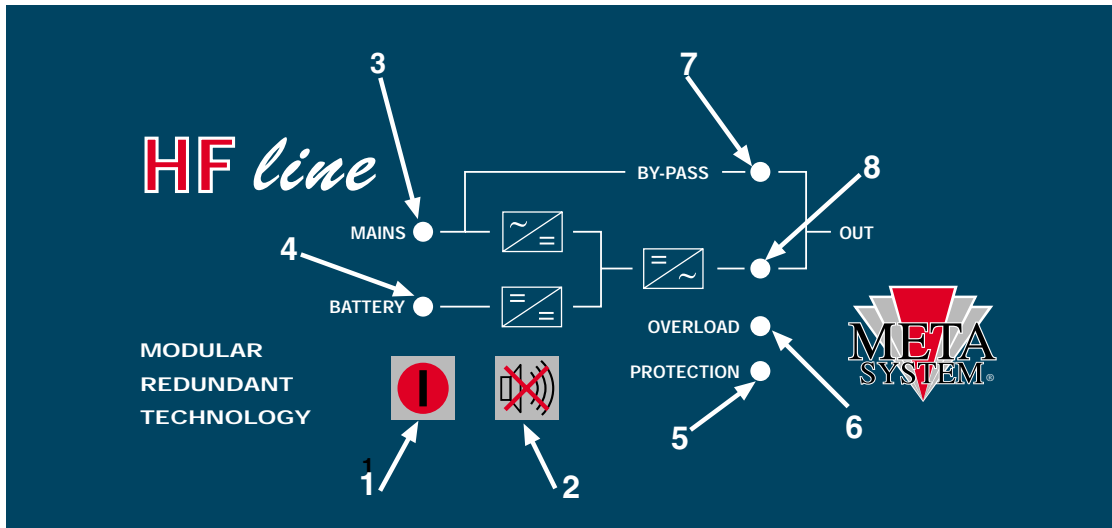 3
7
HF line
BY-PASS
8
MAINS
OUT
4
BATTERY
OVERLOAD
META
SYSTEM®
MODULAR
REDUNDANT
TECHNOLOGY
PROTECTION
I
5
6
1
1
2